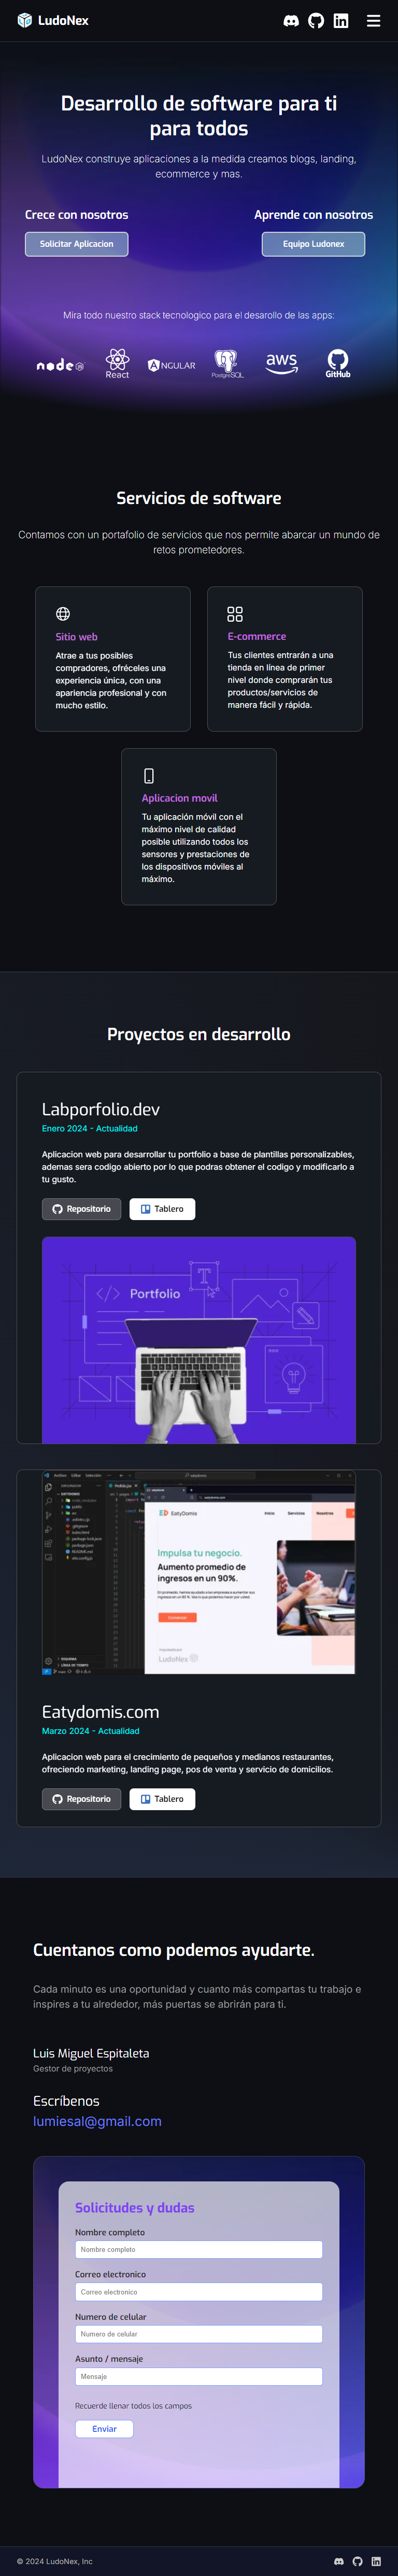 LudoNex
Desarrollo de software para ti
para todos
LudoNex construye aplicaciones a la medida creamos blogs, landing,
ecommerce y mas.
Crece con nosotros
Solicitar Aplicacion
Aprende con nosotros
Equipo Ludonex
Mira todo nuestro stack tecnologico para el desarollo de las apps:
node JS
React
ANGULAR
PostgreSQL
aws
GitHub
Servicios de software
Contamos con un portafolio de servicios que nos permite abarcar un mundo de
retos prometedores.
Sitio web
Atrae a tus posibles
compradores, ofréceles una
experiencia única, con una
apariencia profesional y con
mucho estilo.
E-commerce
Tus clientes entrarán a una
tienda en línea de primer
nivel donde comprarán tus
productos/servicios de
manera fácil y rápida.
Aplicacion movil
Tu aplicación móvil con el
máximo nivel de calidad
posible utilizando todos los
sensores y prestaciones de
los dispositivos móviles al
máximo.
Proyectos en desarrollo
Labporfolio.dev
Enero 2024 - Actualidad
Aplicacion web para desarrollar tu portfolio a base de plantillas personalizables,
ademas sera codigo abierto por lo que podras obtener el codigo y modificarlo a
tu gusto.
Repositorio
Tablero
Portfolio
T
EatyDomis
Inicio
Servicios
Nosotros
Impulsa tu negocio.
Aumento promedio de
ingresos en un 90%.
LudoNex
Eatydomis.com
Marzo 2024 - Actualidad
Aplicacion web para el crecimiento de pequeños y medianos restaurantes,
ofreciendo marketing, landing page, pos de venta y servicio de domicilios.
Repositorio
Tablero
Cuentanos como podemos ayudarte.
Cada minuto es una oportunidad y cuanto más compartas tu trabajo e
inspires a tu alrededor, más puertas se abrirán para ti.
Luis Miguel Espitaleta
Gestor de proyectos
Escríbenos
lumiesal@gmail.com
Solicitudes y dudas
Nombre completo
Nombre completo
Correo electronico
Correo electronico
Numero de celular
Numero de celular
Asunto / mensaje
Mensaje
Recuerde llenar todos los campos
Enviar
© 2024 LudoNex, Inc